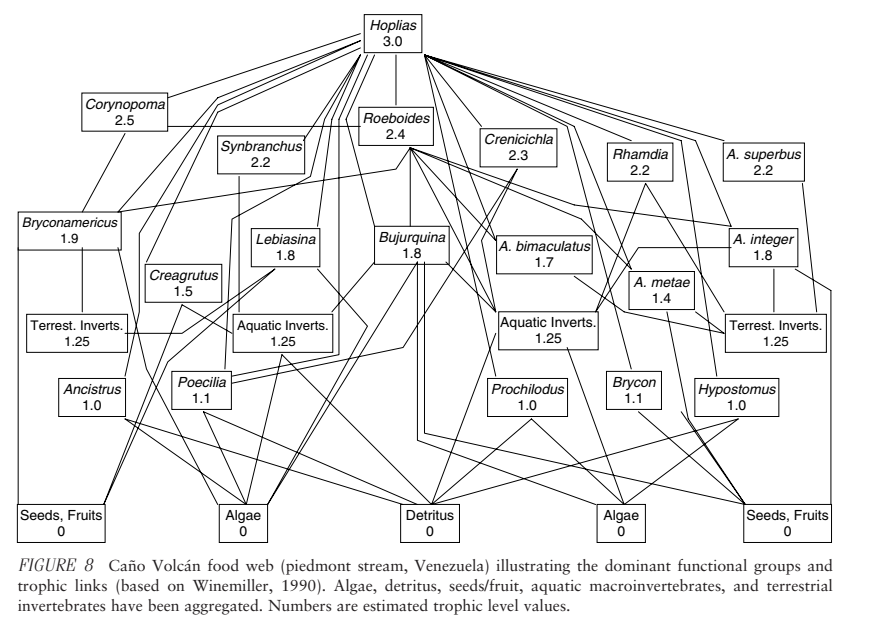 Hoplias
3.0
Corynopoma
2.5
Roeboides
2.4
Synbranchus
2.2
Crenicichla
2.3
Rhamdia
2.2
A. superbus
2.2
Bryconamericus
1.9
Lebiasina
1.8
Bujurquina
1.8
A. bimaculatus
1.7
A. integer
1.8
Creagrutus
1.5
A. metae
1.4
Terrest. Inverts.
1.25
Aquatic Inverts.
1.25
Aquatic Inverts.
1.25
Terrest. Inverts.
1.25
Ancistrus
1.0
Poecilia
1.1
Prochilodus
1.0
Brycon
1.1
Hypostomus
1.0
Seeds, Fruits
0
Algae
0
Detritus
0
Algae
0
Seeds, Fruits
0
FIGURE 8 Caño Volcán food web (piedmont stream, Venezuela) illustrating the dominant functional groups and
trophic links (based on Winemiller, 1990). Algae, detritus, seeds/fruit, aquatic macroinvertebrates, and terrestrial
invertebrates have been aggregated. Numbers are estimated trophic level values.